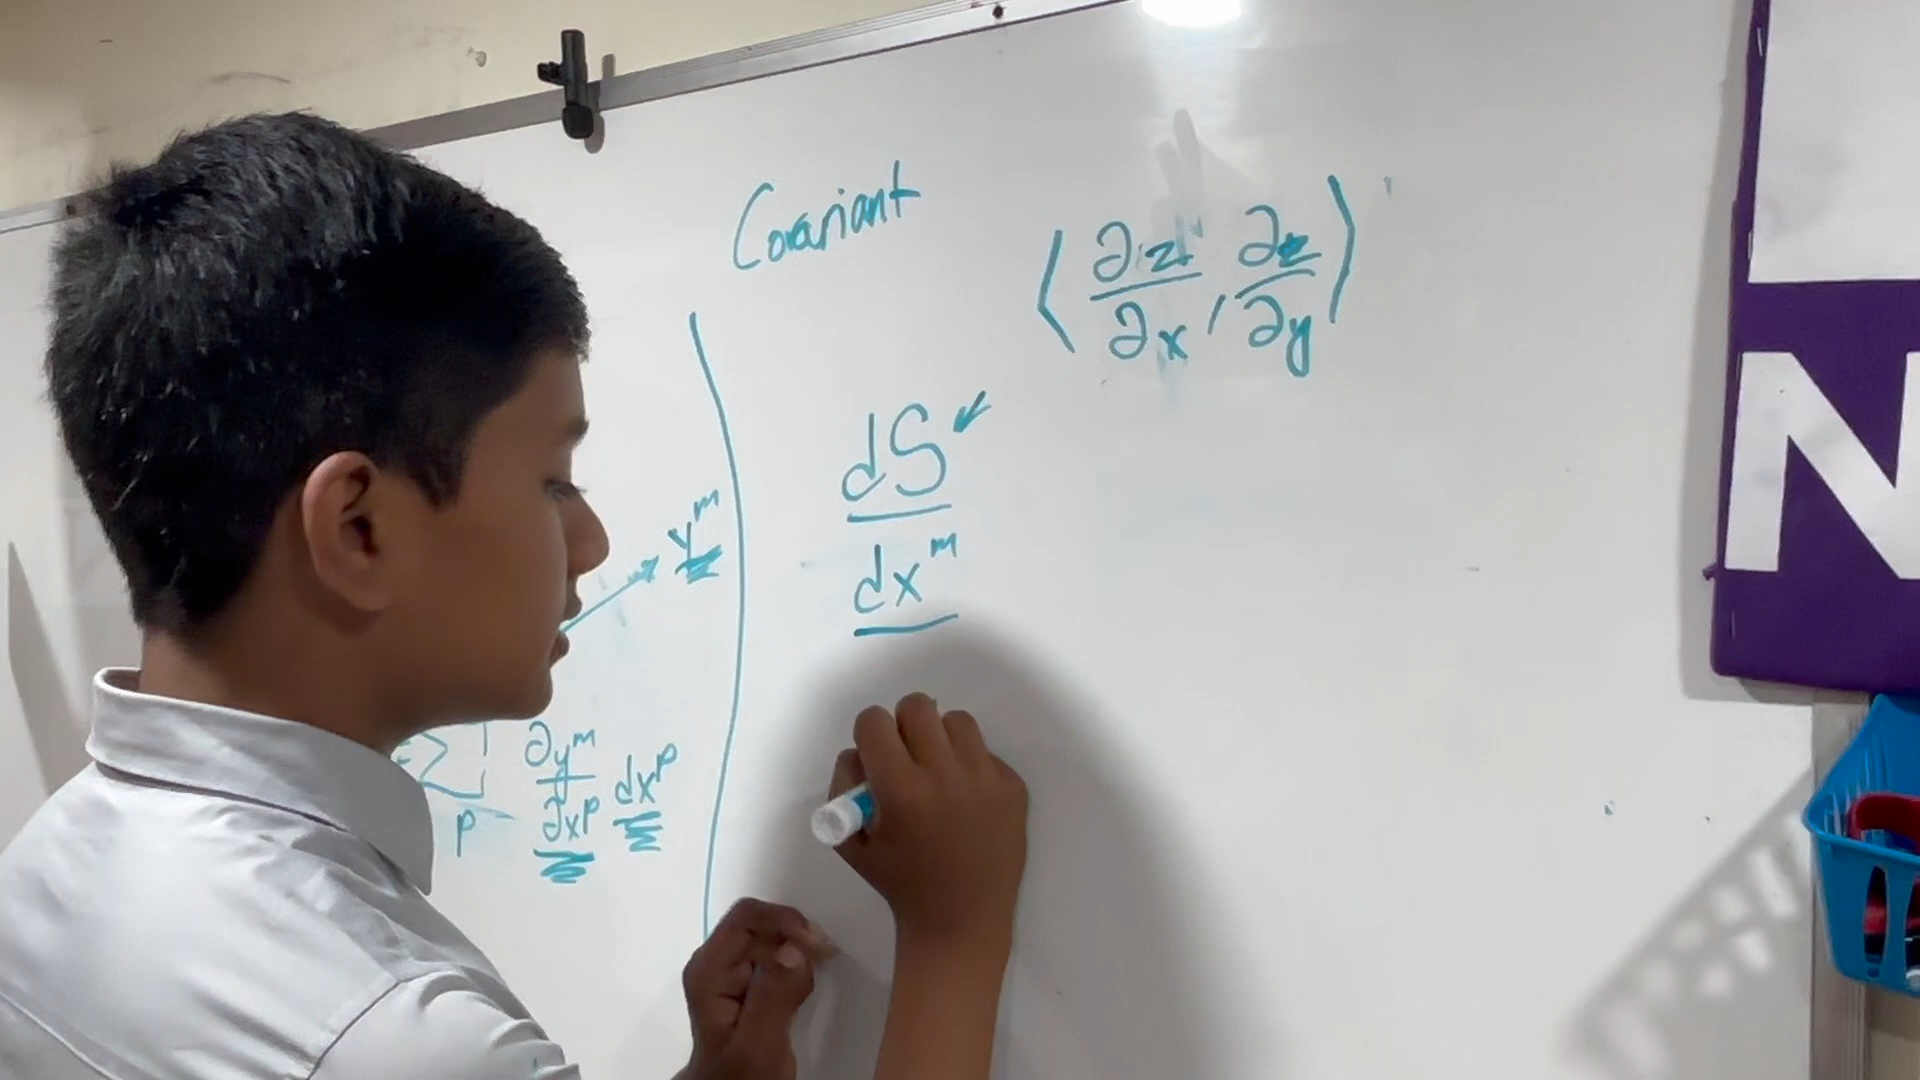 Covariant
⟨ ∂z/∂x , ∂z/∂y ⟩
dS
dx^m
y^m
∑
p
∂y^m/∂x^p dx^p
N